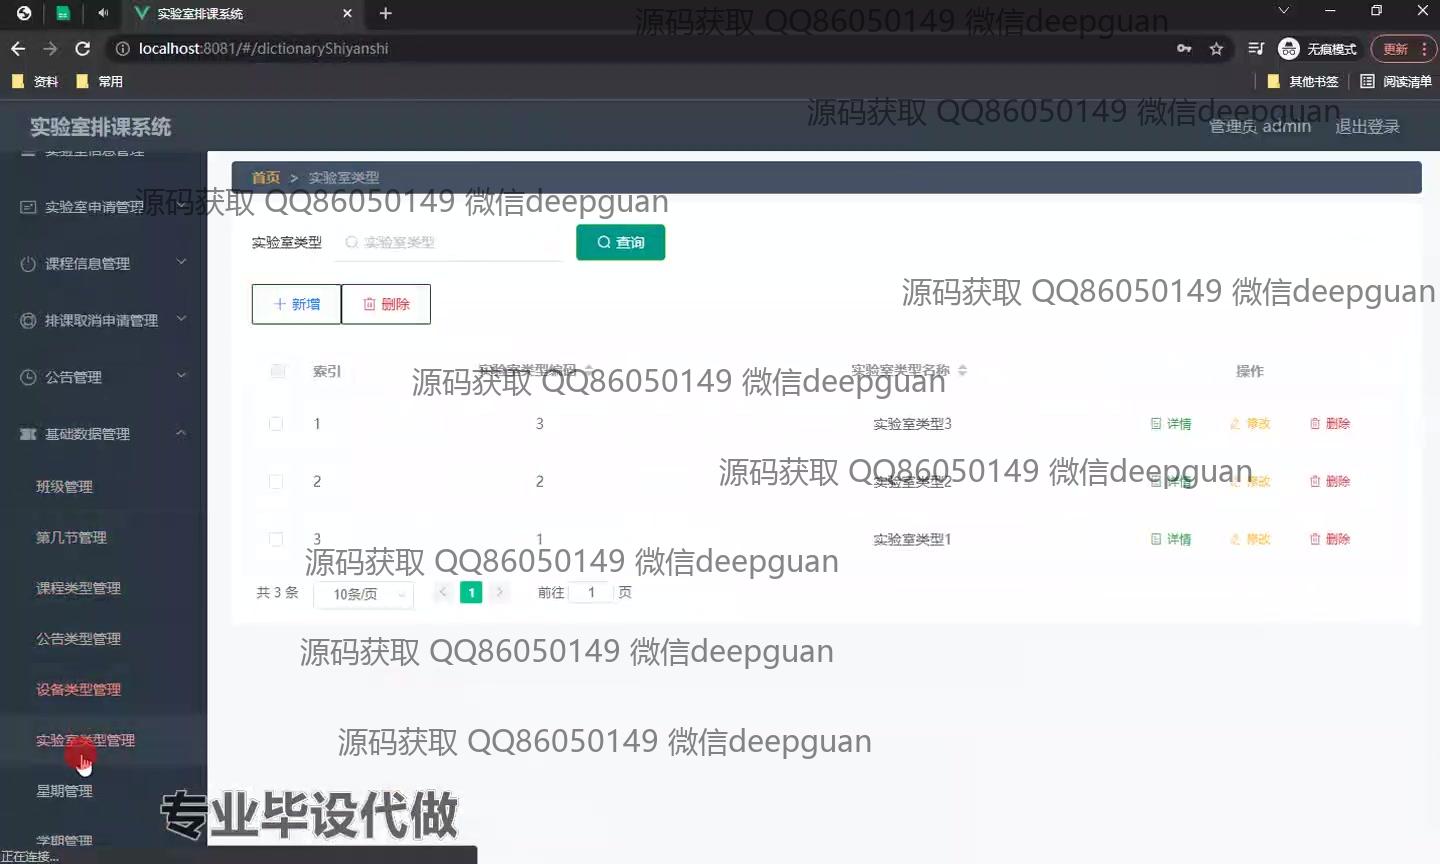 实验室排课系统
源码获取 QQ86050149 微信deepguan
localhost:8081/#/dictionaryShiyanshi
无痕模式
更新
资料
常用
其他书签
阅读清单
源码获取 QQ86050149 微信deepguan
实验室排课系统
管理员 admin
退出登录
实验室信息管理
首页 > 实验室类型
实验室申请管理
源码获取 QQ86050149 微信deepguan
实验室类型
实验室类型
查询
课程信息管理
源码获取 QQ86050149 微信deepguan
新增
删除
排课取消申请管理
索引
实验室类型编码
实验室类型名称
操作
公告管理
源码获取 QQ86050149 微信deepguan
1
3
实验室类型3
详情
修改
删除
基础数据管理
源码获取 QQ86050149 微信deepguan
2
2
实验室类型2
详情
修改
删除
班级管理
第几节管理
3
1
实验室类型1
详情
修改
删除
源码获取 QQ86050149 微信deepguan
课程类型管理
共 3 条
10条/页
< 1 >
前往 1 页
公告类型管理
源码获取 QQ86050149 微信deepguan
设备类型管理
实验室类型管理
源码获取 QQ86050149 微信deepguan
星期管理
专业毕设代做
学期管理
正在连接...